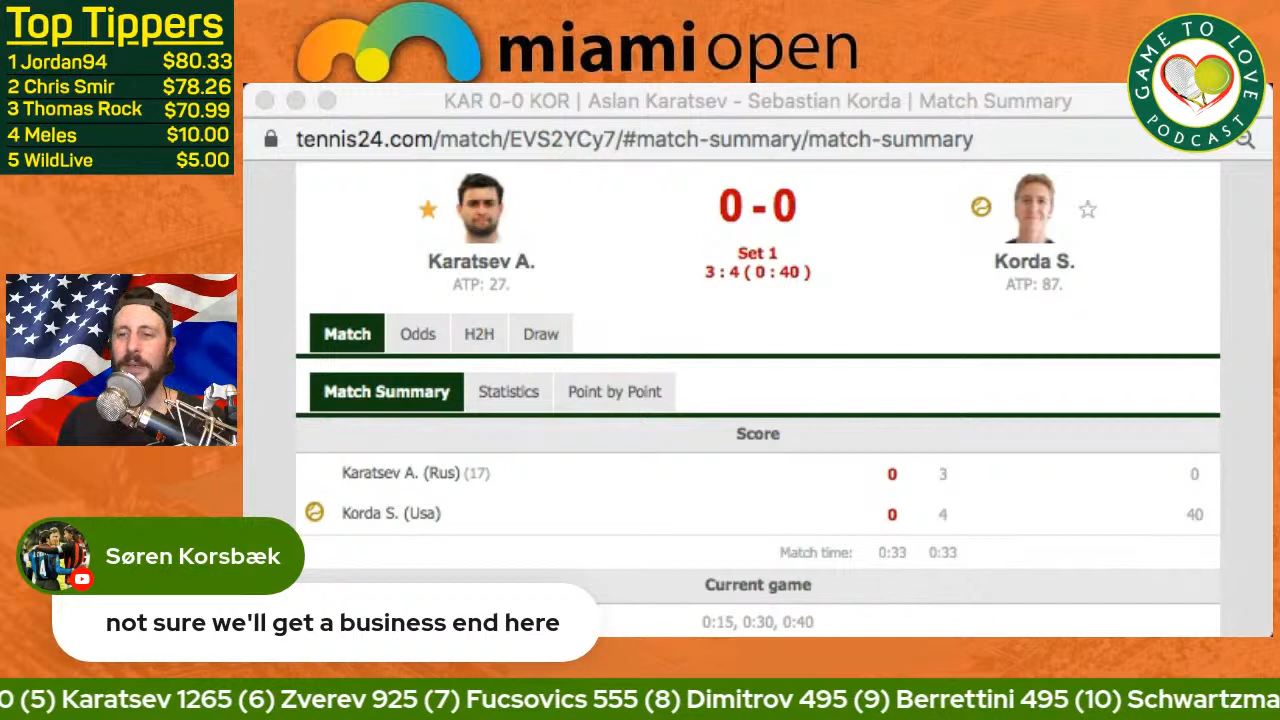 Top Tippers
1 Jordan94 $80.33
2 Chris Smir $78.26
3 Thomas Rock $70.99
4 Meles $10.00
5 WildLive $5.00
miami open
GAME TO LOVE
PODCAST
KAR 0-0 KOR | Aslan Karatsev - Sebastian Korda | Match Summary
tennis24.com/match/EVS2YCy7/#match-summary/match-summary
0 - 0
Set 1
3 : 4 ( 0 : 40 )
Karatsev A.
ATP: 27.
Korda S.
ATP: 87.
Match Odds H2H Draw
Match Summary Statistics Point by Point
Score
Karatsev A. (Rus) (17) 0 3 0
Korda S. (Usa) 0 4 40
Match time: 0:33 0:33
Current game
0:15, 0:30, 0:40
Søren Korsbæk
not sure we'll get a business end here
0 (5) Karatsev 1265 (6) Zverev 925 (7) Fucsovics 555 (8) Dimitrov 495 (9) Berrettini 495 (10) Schwartzma